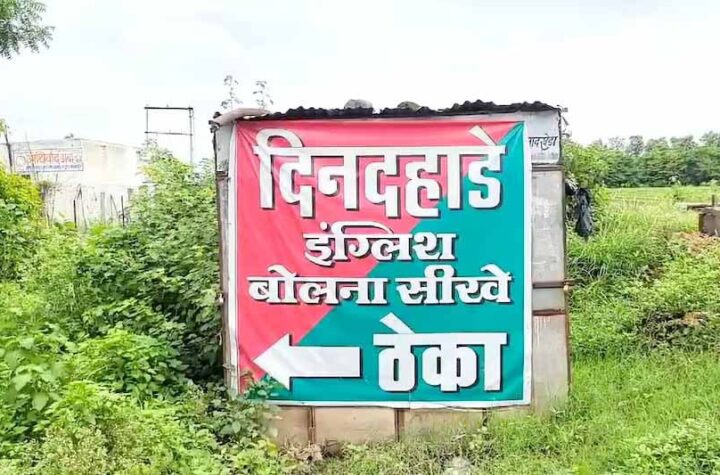 दिनदहाडे
इंग्लिश
बोलना सीखे
ठेका